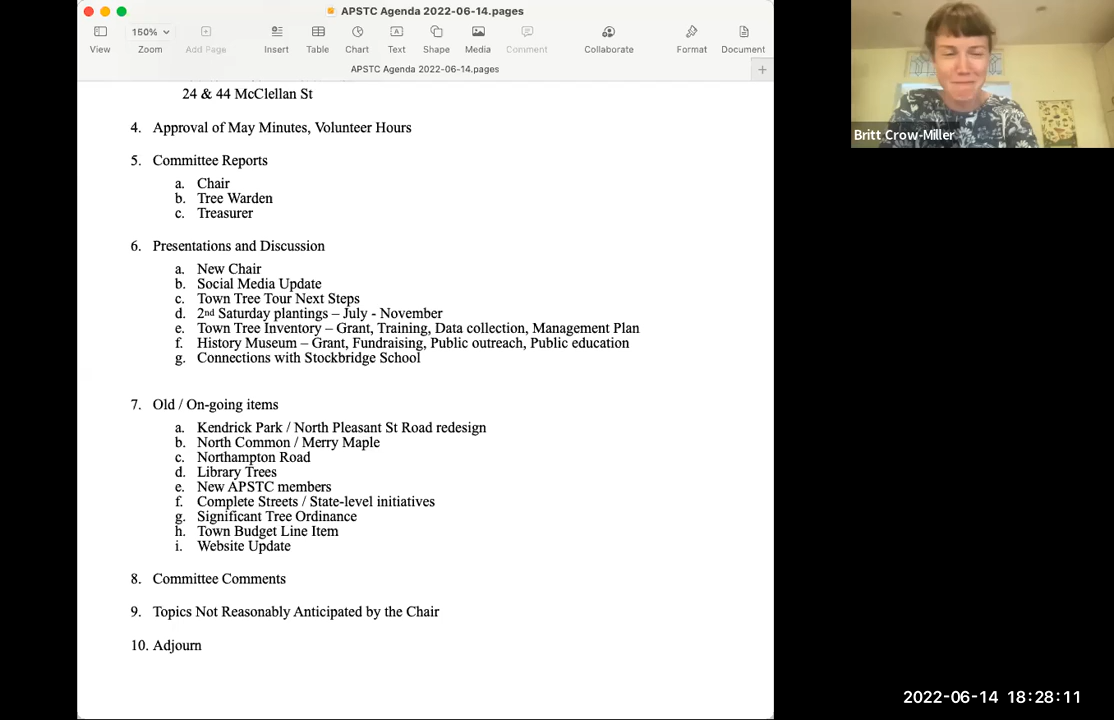 APSTC Agenda 2022-06-14.pages
150%
View
Zoom
Add Page
Insert
Table
Chart
Text
Shape
Media
Comment
Collaborate
Format
Document
APSTC Agenda 2022-06-14.pages
24 & 44 McClellan St
4. Approval of May Minutes, Volunteer Hours
5. Committee Reports
a. Chair
b. Tree Warden
c. Treasurer
6. Presentations and Discussion
a. New Chair
b. Social Media Update
c. Town Tree Tour Next Steps
d. 2nd Saturday plantings – July - November
e. Town Tree Inventory – Grant, Training, Data collection, Management Plan
f. History Museum – Grant, Fundraising, Public outreach, Public education
g. Connections with Stockbridge School
7. Old / On-going items
a. Kendrick Park / North Pleasant St Road redesign
b. North Common / Merry Maple
c. Northampton Road
d. Library Trees
e. New APSTC members
f. Complete Streets / State-level initiatives
g. Significant Tree Ordinance
h. Town Budget Line Item
i. Website Update
8. Committee Comments
9. Topics Not Reasonably Anticipated by the Chair
10. Adjourn
Britt Crow-Miller
2022-06-14 18:28:11